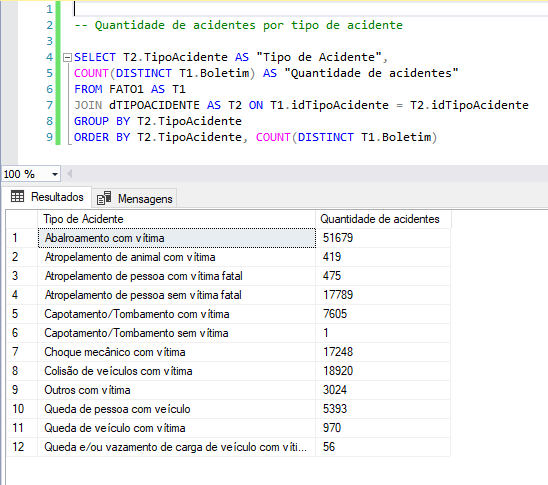 1
2 -- Quantidade de acidentes por tipo de acidente
3
4 SELECT T2.TipoAcidente AS "Tipo de Acidente",
5 COUNT(DISTINCT T1.Boletim) AS "Quantidade de acidentes"
6 FROM FATO1 AS T1
7 JOIN dTIPOACIDENTE AS T2 ON T1.idTipoAcidente = T2.idTipoAcidente
8 GROUP BY T2.TipoAcidente
9 ORDER BY T2.TipoAcidente, COUNT(DISTINCT T1.Boletim)
100 %
Resultados Mensagens
Tipo de Acidente Quantidade de acidentes
1 Abalroamento com vítima 51679
2 Atropelamento de animal com vítima 419
3 Atropelamento de pessoa com vítima fatal 475
4 Atropelamento de pessoa sem vítima fatal 17789
5 Capotamento/Tombamento com vítima 7605
6 Capotamento/Tombamento sem vítima 1
7 Choque mecânico com vítima 17248
8 Colisão de veículos com vítima 18920
9 Outros com vítima 3024
10 Queda de pessoa com veículo 5393
11 Queda de veículo com vítima 970
12 Queda e/ou vazamento de carga de veículo com víti... 56